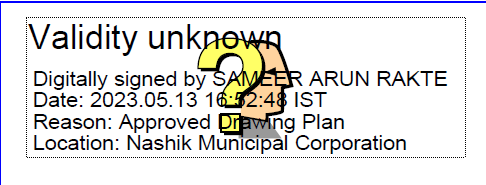 Validity unknown
Digitally signed by SAMEER ARUN RAKTE
Date: 2023.05.13 16:52:48 IST
Reason: Approved Drawing Plan
Location: Nashik Municipal Corporation